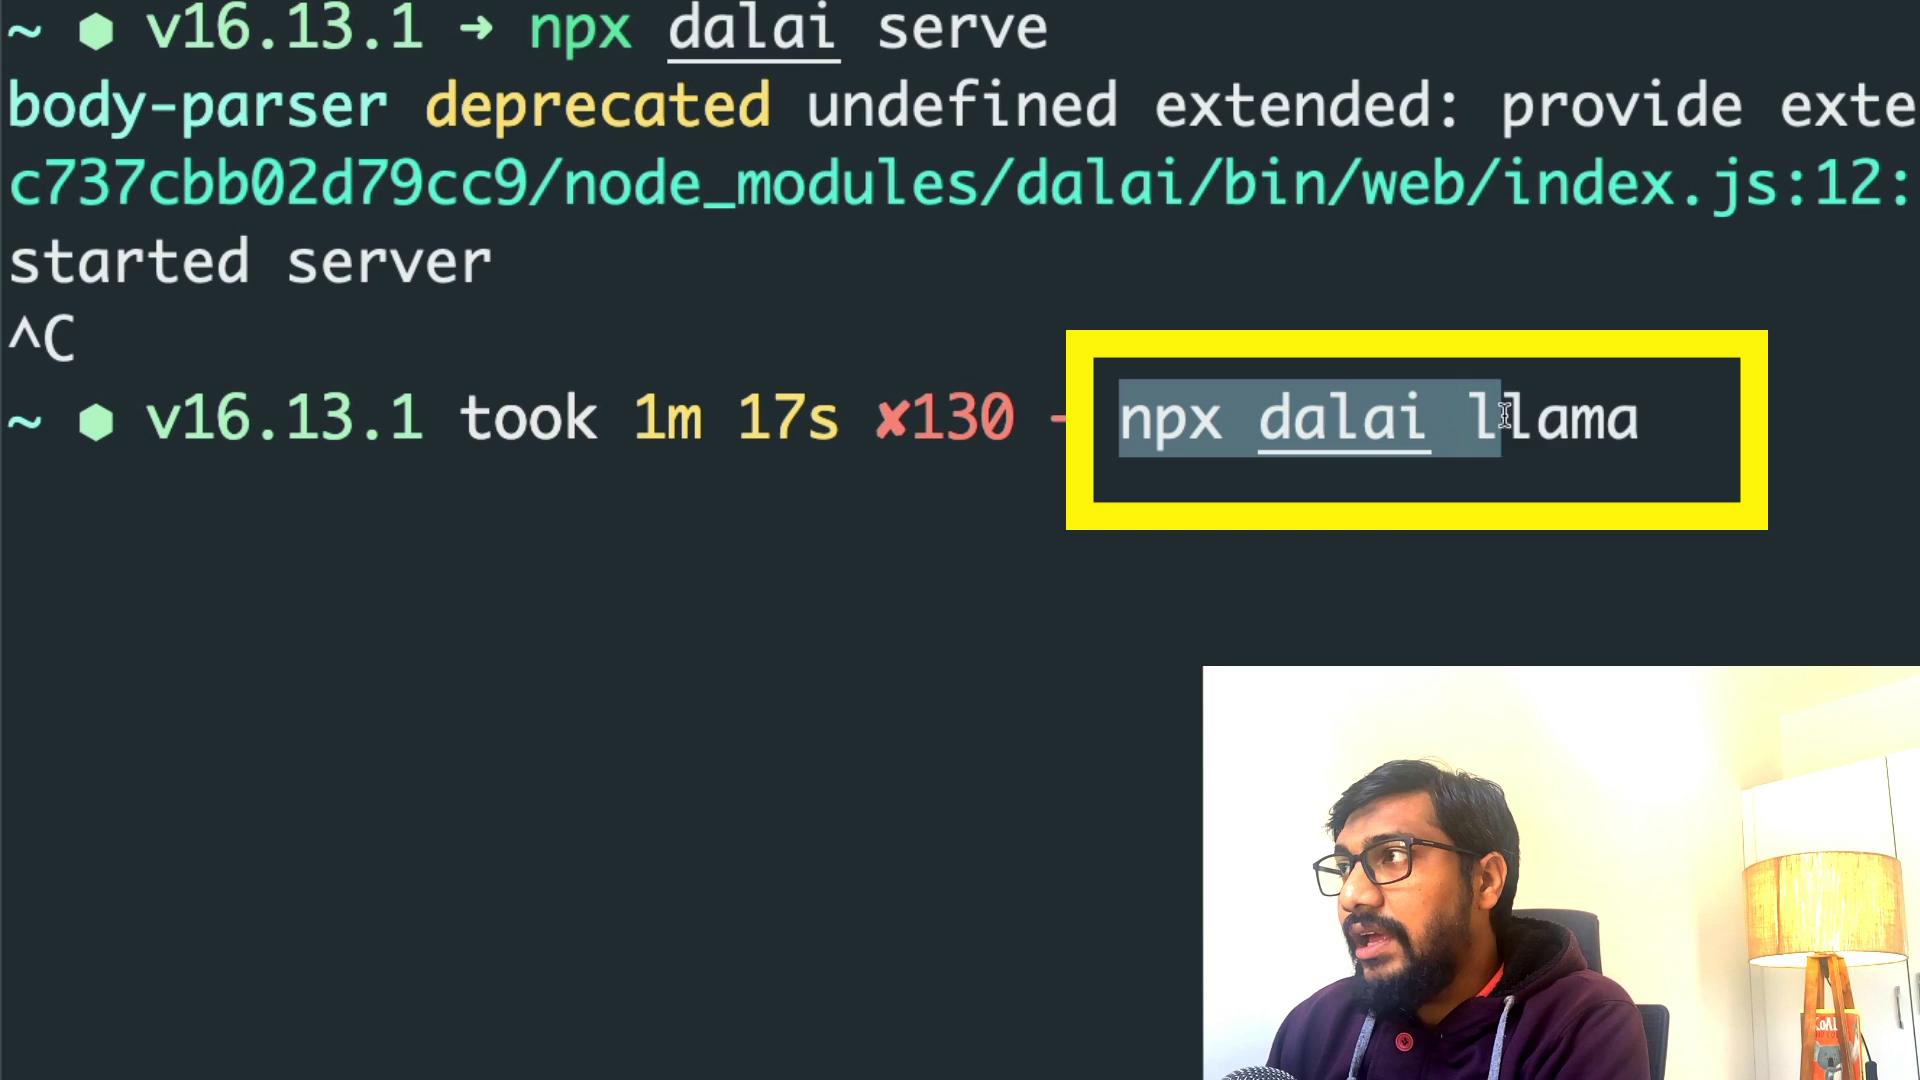 ~ ⬢ v16.13.1 ➜ npx dalai serve
body-parser deprecated undefined extended: provide exte
c737cbb02d79cc9/node_modules/dalai/bin/web/index.js:12:
started server
^C
~ ⬢ v16.13.1 took 1m 17s ✘130 npx dalai llama